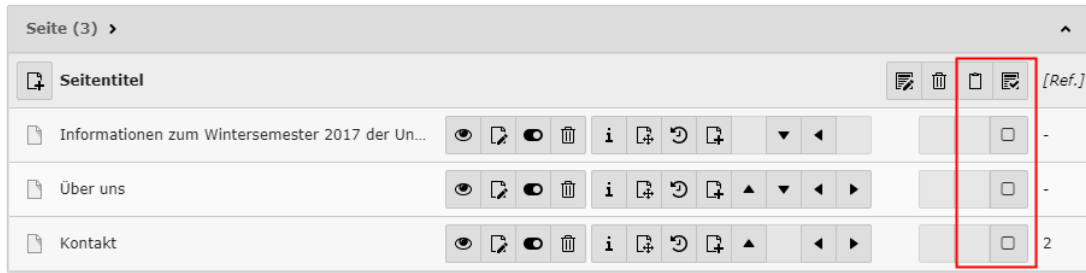 Seite (3)
Seitentitel [Ref.]
Informationen zum Wintersemester 2017 der Un... -
Über uns -
Kontakt 2